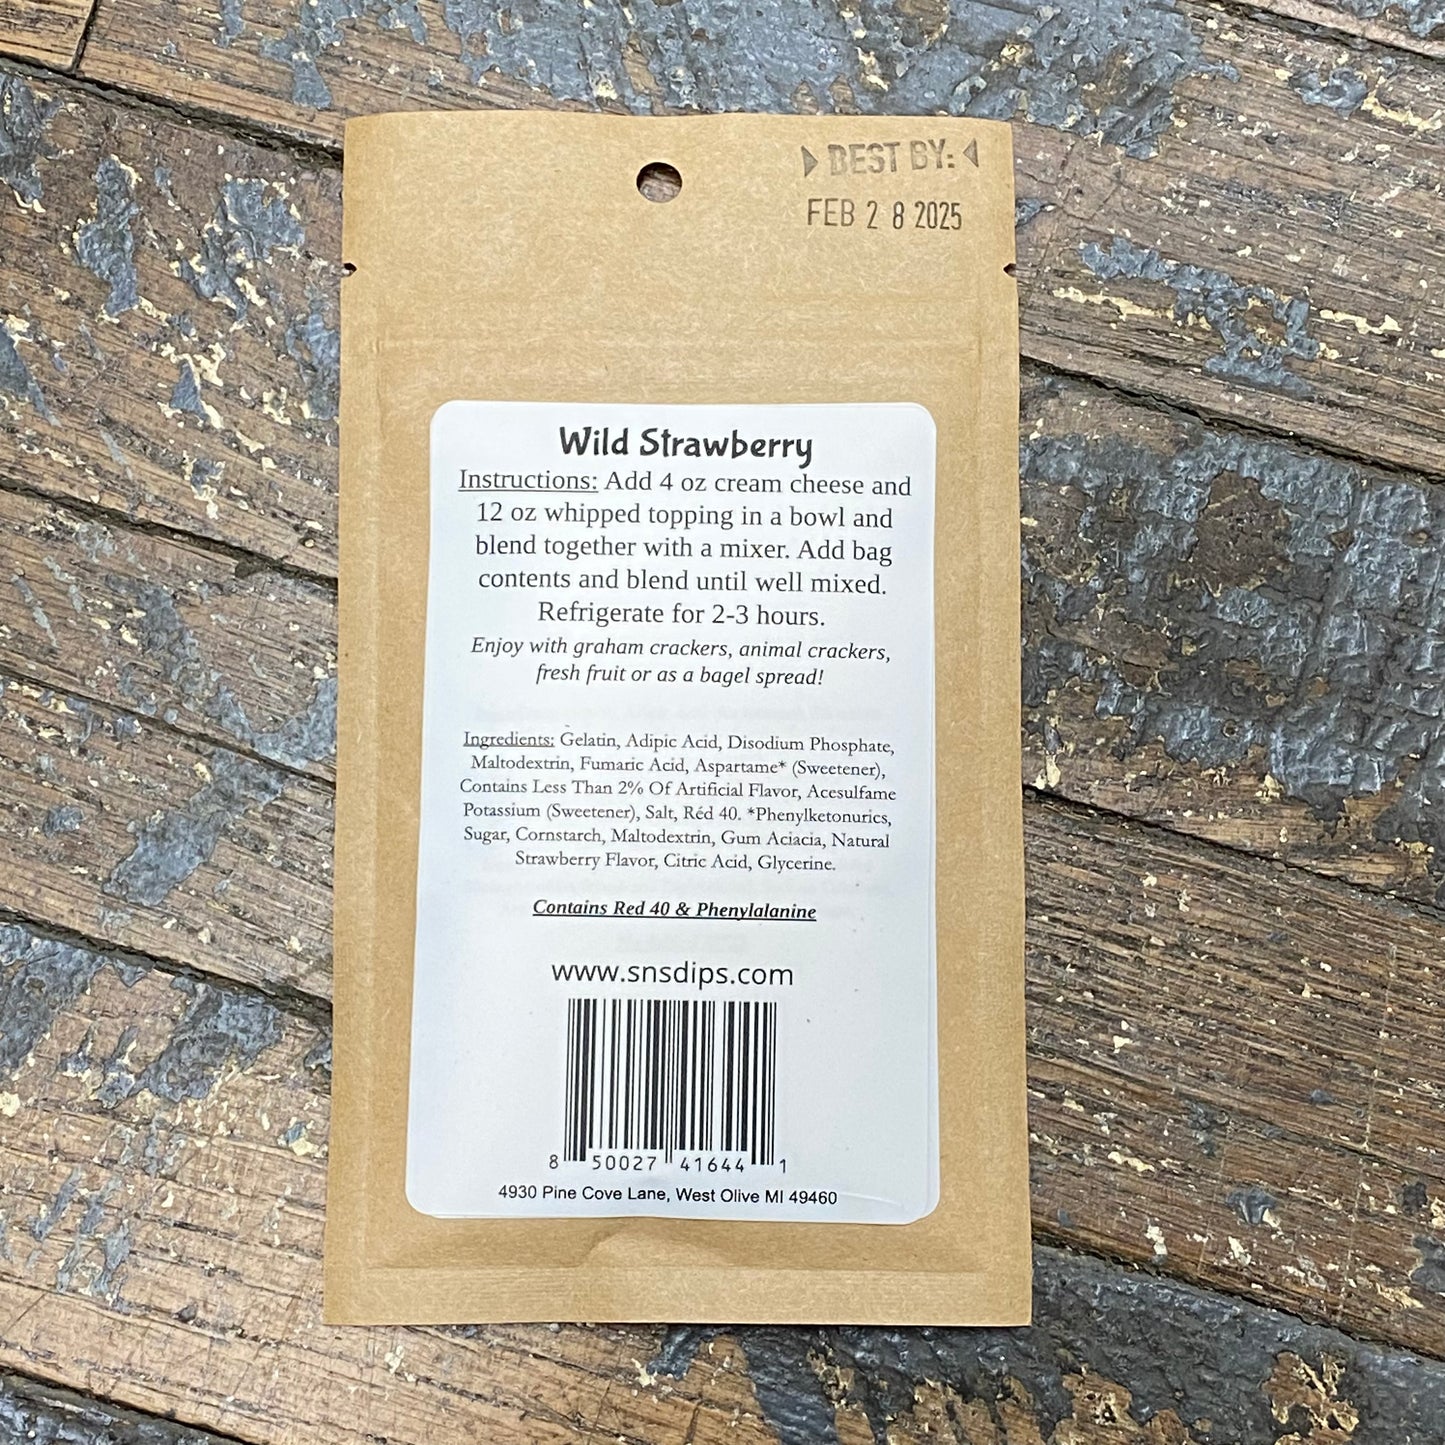 BEST BY:
FEB 28 2025
Wild Strawberry
Instructions: Add 4 oz cream cheese and
12 oz whipped topping in a bowl and
blend together with a mixer. Add bag
contents and blend until well mixed.
Refrigerate for 2-3 hours.
Enjoy with graham crackers, animal crackers,
fresh fruit or as a bagel spread!
Ingredients: Gelatin, Adipic Acid, Disodium Phosphate,
Maltodextrin, Fumaric Acid, Aspartame* (Sweetener),
Contains Less Than 2% Of Artificial Flavor, Acesulfame
Potassium (Sweetener), Salt, Red 40. *Phenylketonurics,
Sugar, Cornstarch, Maltodextrin, Gum Aciacia, Natural
Strawberry Flavor, Citric Acid, Glycerine.
Contains Red 40 & Phenylalanine
www.snsdips.com
8 50027 41644 1
4930 Pine Cove Lane, West Olive MI 49460